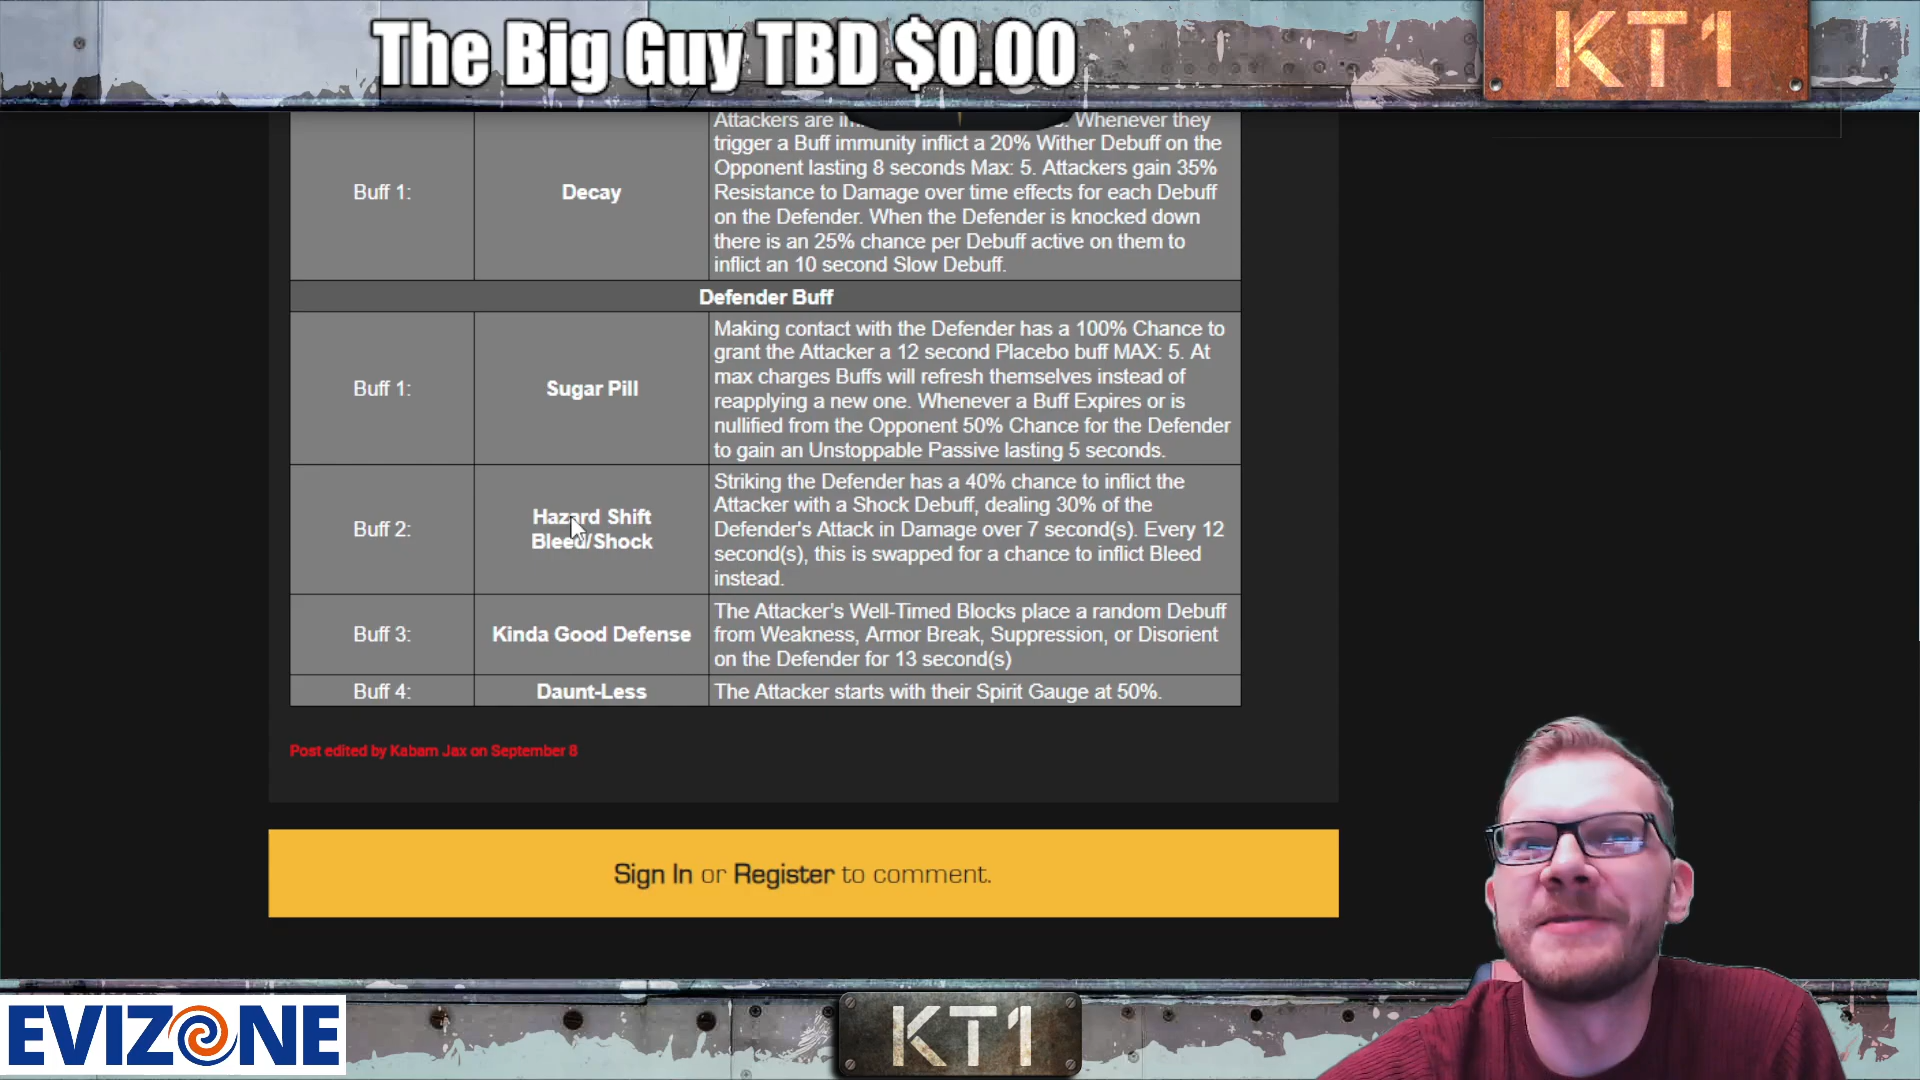 The Big Guy TBD $0.00
KT1
Attackers are
Whenever they
trigger a Buff immunity inflict a 20% Wither Debuff on the
Opponent lasting 8 seconds Max: 5. Attackers gain 35%
Buff 1:
Decay
Resistance to Damage over time effects for each Debuff
on the Defender. When the Defender is knocked down
there is an 25% chance per Debuff active on them to
inflict an 10 second Slow Debuff.
Defender Buff
Making contact with the Defender has a 100% Chance to
grant the Attacker a 12 second Placebo buff MAX: 5. At
max charges Buffs will refresh themselves instead of
Buff 1:
Sugar Pill
reapplying a new one. Whenever a Buff Expires or is
nullified from the Opponent 50% Chance for the Defender
to gain an Unstoppable Passive lasting 5 seconds.
Striking the Defender has a 40% chance to inflict the
Attacker with a Shock Debuff, dealing 30% of the
Buff 2:
Hazard Shift
Bleed/Shock
Defender's Attack in Damage over 7 second(s). Every 12
second(s), this is swapped for a chance to inflict Bleed
instead.
The Attacker’s Well-Timed Blocks place a random Debuff
Buff 3:
Kinda Good Defense
from Weakness, Armor Break, Suppression, or Disorient
on the Defender for 13 second(s)
Buff 4:
Daunt-Less
The Attacker starts with their Spirit Gauge at 50%.
Post edited by Kabam Jax on September 8
Sign In or Register to comment.
EVIZONE
KT1